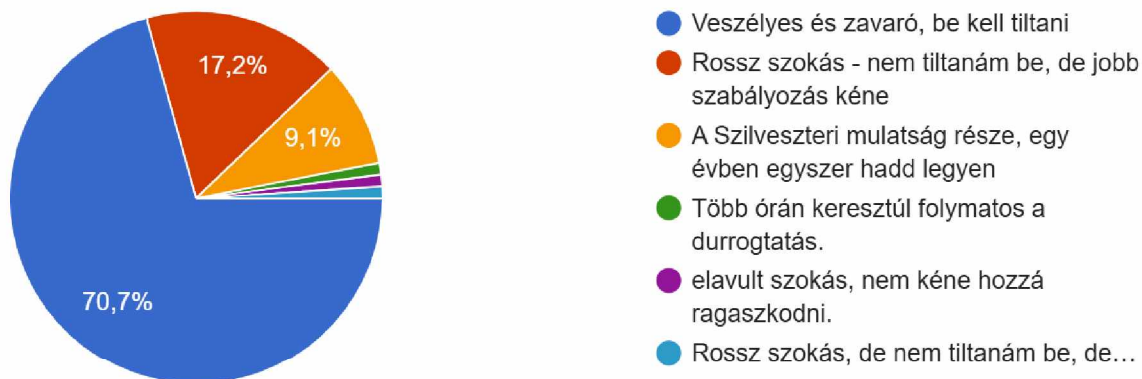 17,2%
9,1%
70,7%
Veszélyes és zavaró, be kell tiltani
Rossz szokás - nem tiltanám be, de jobb
szabályozás kéne
A Szilveszteri mulatság része, egy
évben egyszer hadd legyen
Több órán keresztúl folymatos a
durrogtatás.
elavult szokás, nem kéne hozzá
ragaszkodni.
Rossz szokás, de nem tiltanám be, de…